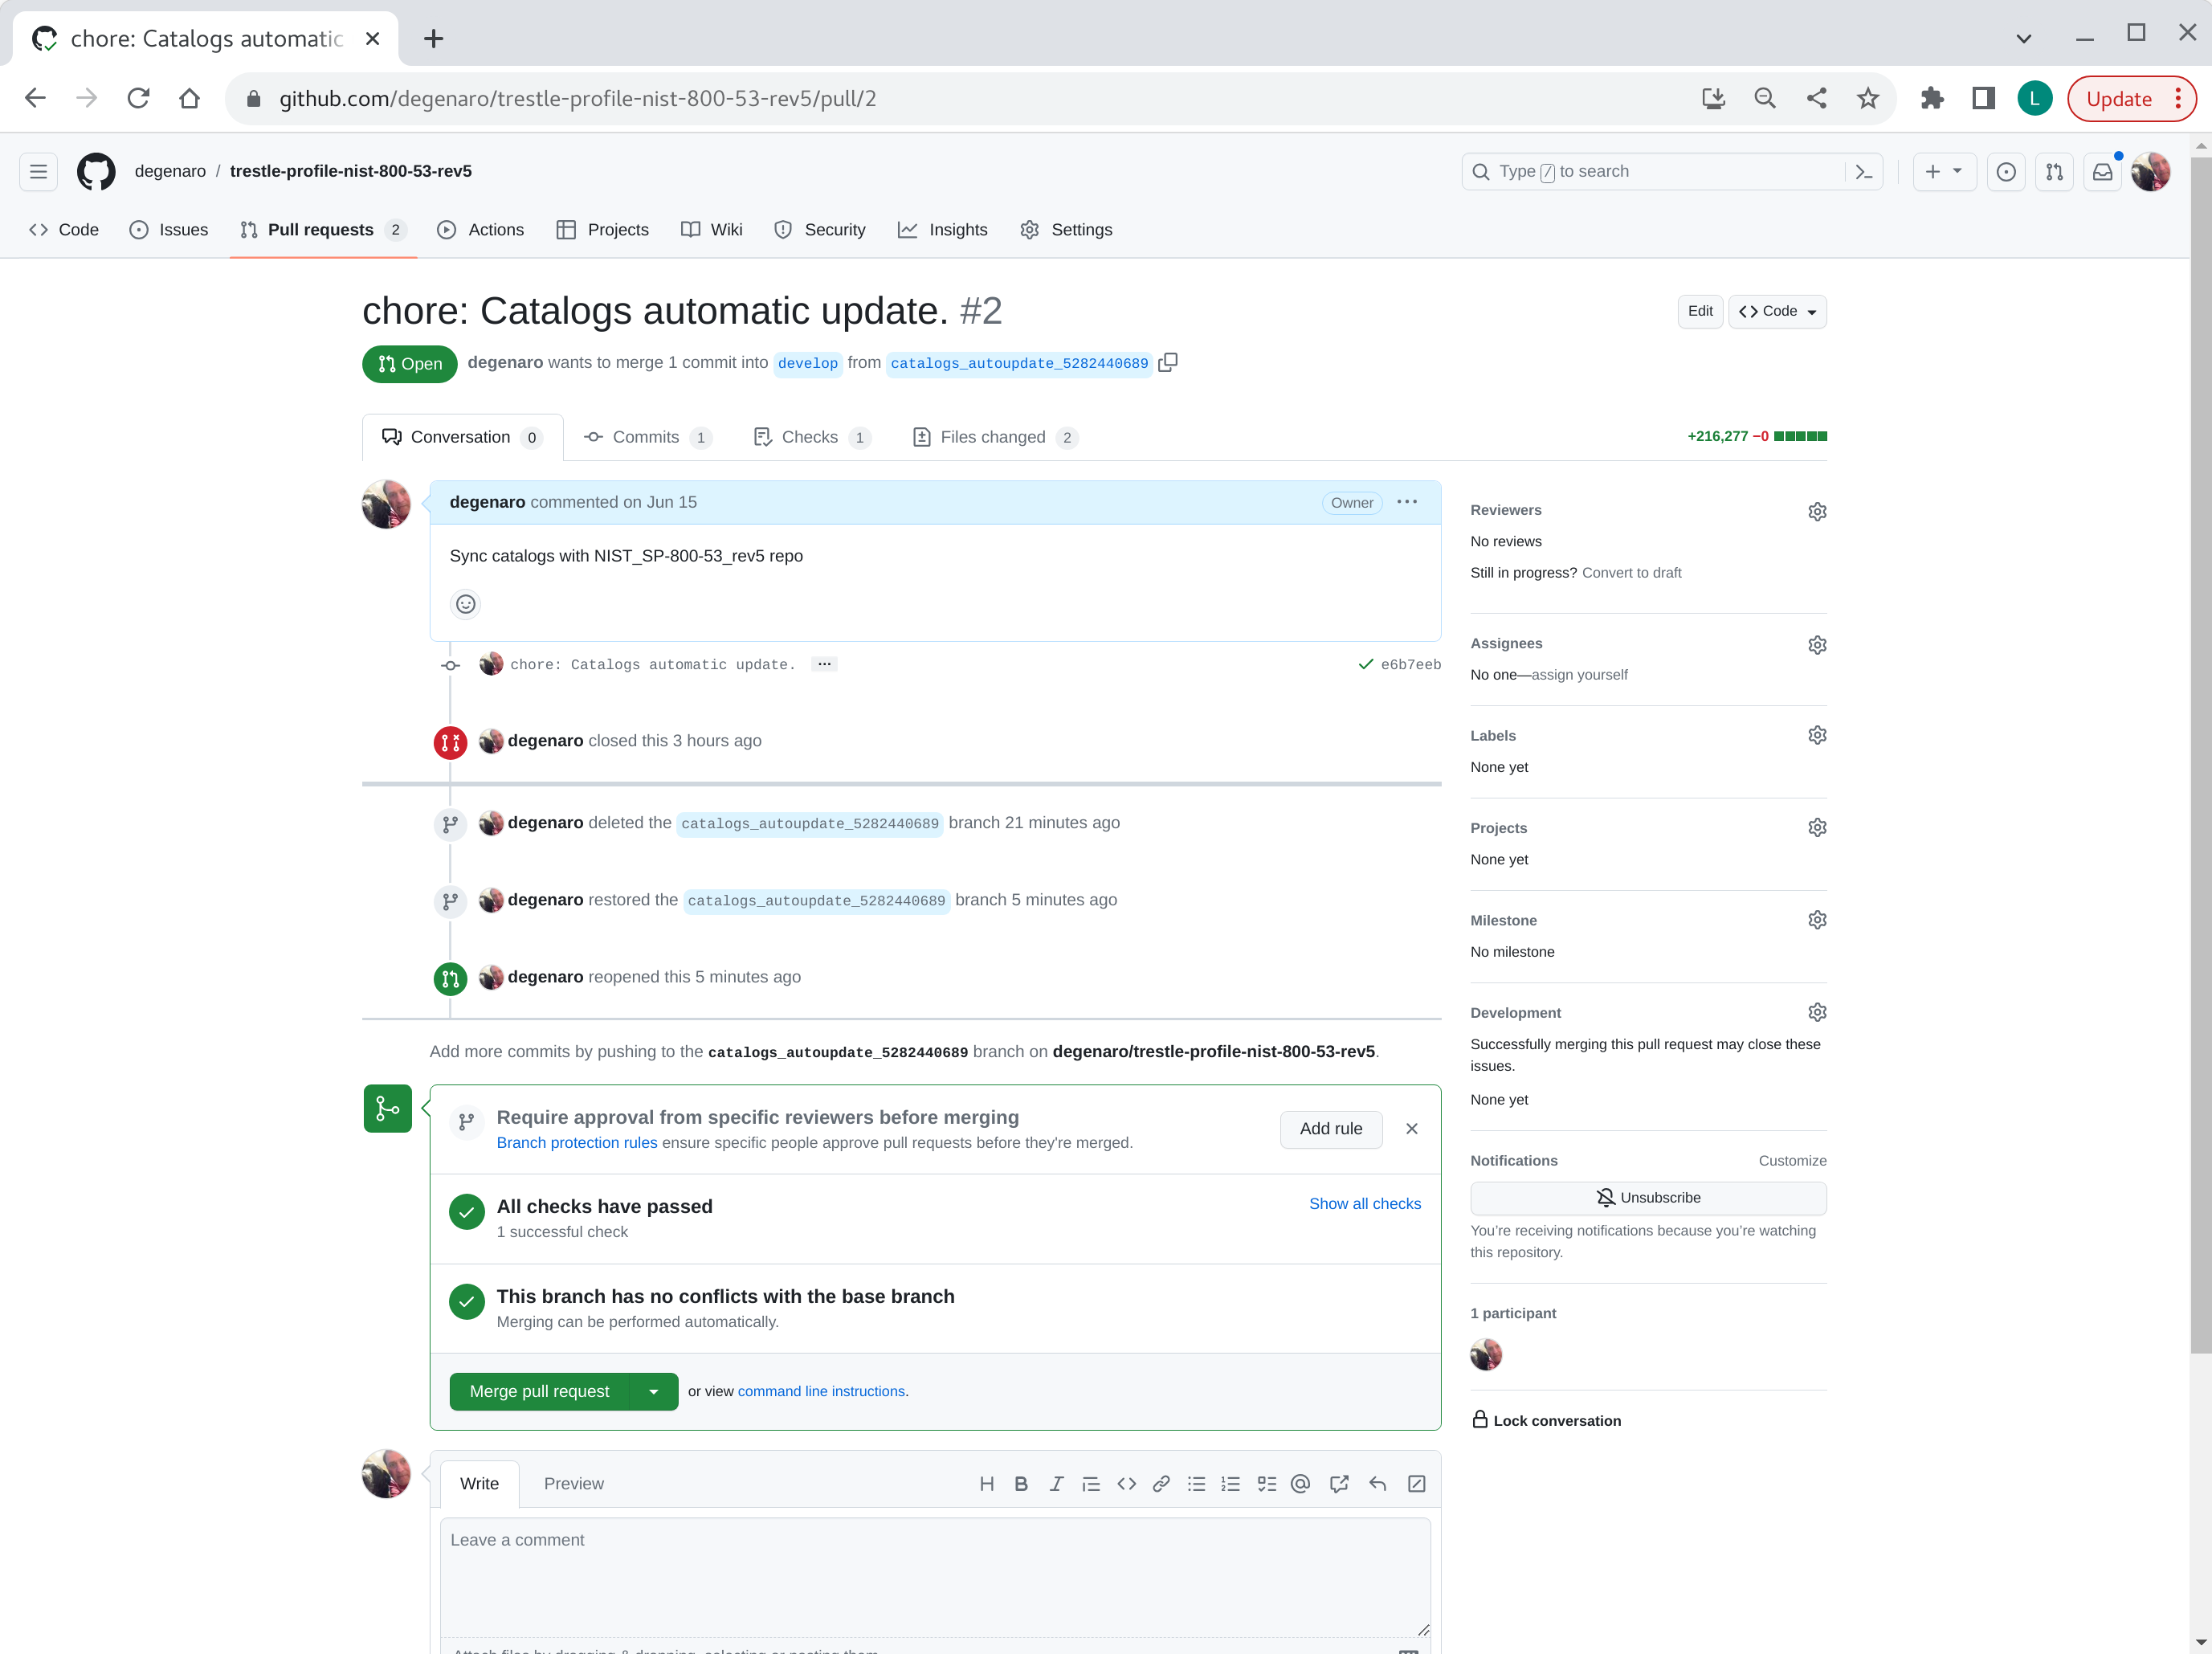 chore: Catalogs automatic
github.com/degenaro/trestle-profile-nist-800-53-rev5/pull/2
L
Update
degenaro / trestle-profile-nist-800-53-rev5
Type / to search
Code
Issues
Pull requests 2
Actions
Projects
Wiki
Security
Insights
Settings
chore: Catalogs automatic update. #2
Edit
Code
Open
degenaro wants to merge 1 commit into develop from catalogs_autoupdate_5282440689
Conversation 0
Commits 1
Checks 1
Files changed 2
+216,277 −0
degenaro commented on Jun 15
Owner
Sync catalogs with NIST_SP-800-53_rev5 repo
chore: Catalogs automatic update. ...
e6b7eeb
degenaro closed this 3 hours ago
degenaro deleted the catalogs_autoupdate_5282440689 branch 21 minutes ago
degenaro restored the catalogs_autoupdate_5282440689 branch 5 minutes ago
degenaro reopened this 5 minutes ago
Add more commits by pushing to the catalogs_autoupdate_5282440689 branch on degenaro/trestle-profile-nist-800-53-rev5.
Require approval from specific reviewers before merging
Branch protection rules ensure specific people approve pull requests before they're merged.
Add rule
All checks have passed
1 successful check
Show all checks
This branch has no conflicts with the base branch
Merging can be performed automatically.
Merge pull request
or view command line instructions.
Write
Preview
Leave a comment
Attach files by dragging & dropping, selecting or pasting them.
Reviewers
No reviews
Still in progress? Convert to draft
Assignees
No one—assign yourself
Labels
None yet
Projects
None yet
Milestone
No milestone
Development
Successfully merging this pull request may close these
issues.
None yet
Notifications
Customize
Unsubscribe
You're receiving notifications because you're watching
this repository.
1 participant
Lock conversation